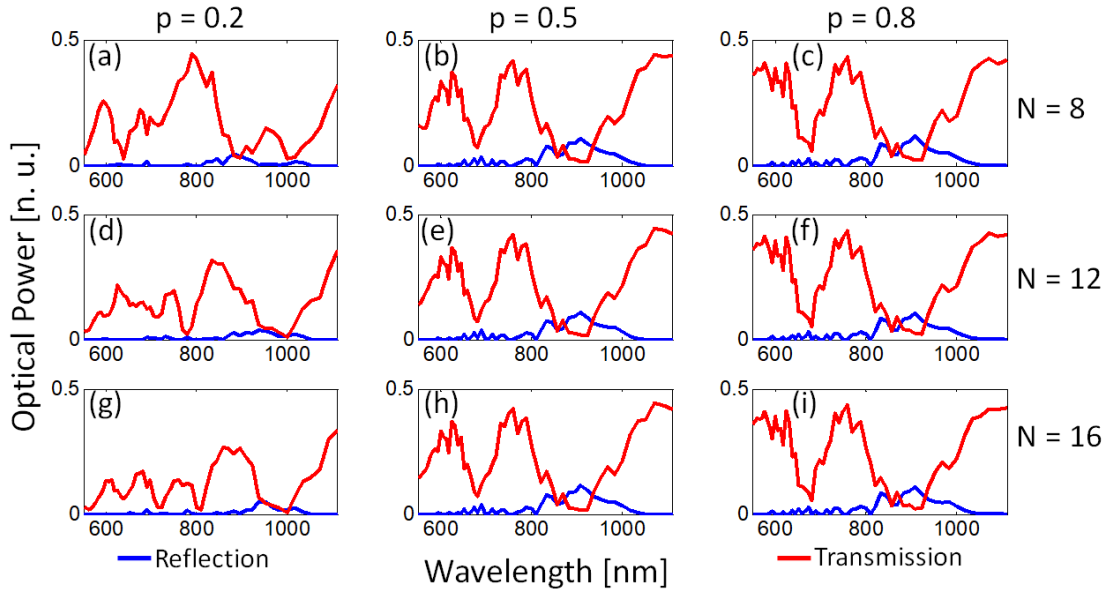 p = 0.2 p = 0.5 p = 0.8
0.5 (a) 0.5 (b) 0.5 (c)
N = 8
0 0 0
600 800 1000 600 800 1000 600 800 1000
0.5 (d) 0.5 (e) 0.5 (f)
N = 12
0 0 0
600 800 1000 600 800 1000 600 800 1000
0.5 (g) 0.5 (h) 0.5 (i)
N = 16
0 0 0
600 800 1000 600 800 1000 600 800 1000
Optical Power [n. u.]
Reflection Wavelength [nm] Transmission